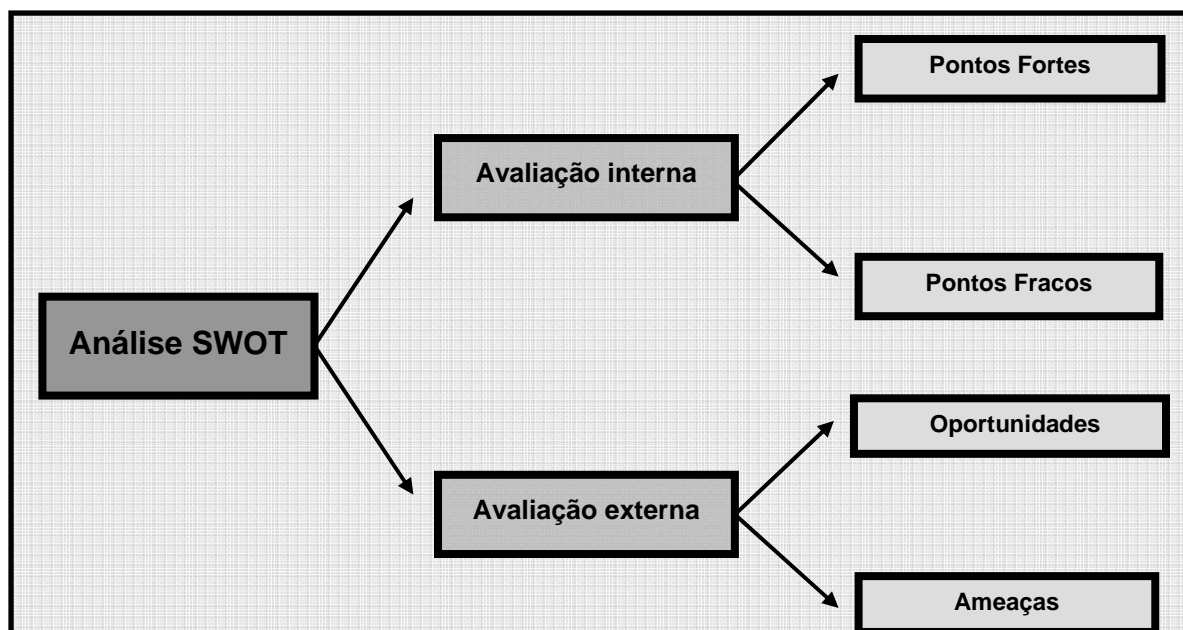 Análise SWOT
Avaliação interna
Pontos Fortes
Pontos Fracos
Avaliação externa
Oportunidades
Ameaças